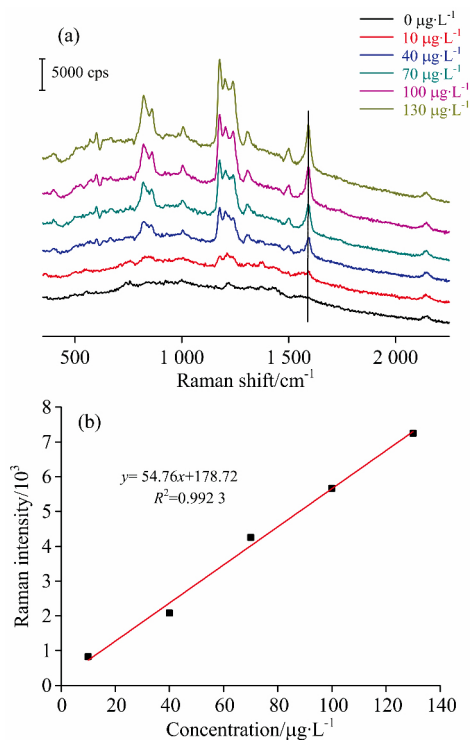 (a)
5000 cps
0 μg·L⁻¹
10 μg·L⁻¹
40 μg·L⁻¹
70 μg·L⁻¹
100 μg·L⁻¹
130 μg·L⁻¹
500 1 000 1 500 2 000
Raman shift/cm⁻¹
(b)
y= 54.76x+178.72
R²=0.992 3
8
7
6
5
4
3
2
1
0
Raman intensity/10³
0 20 40 60 80 100 120 140
Concentration/μg·L⁻¹